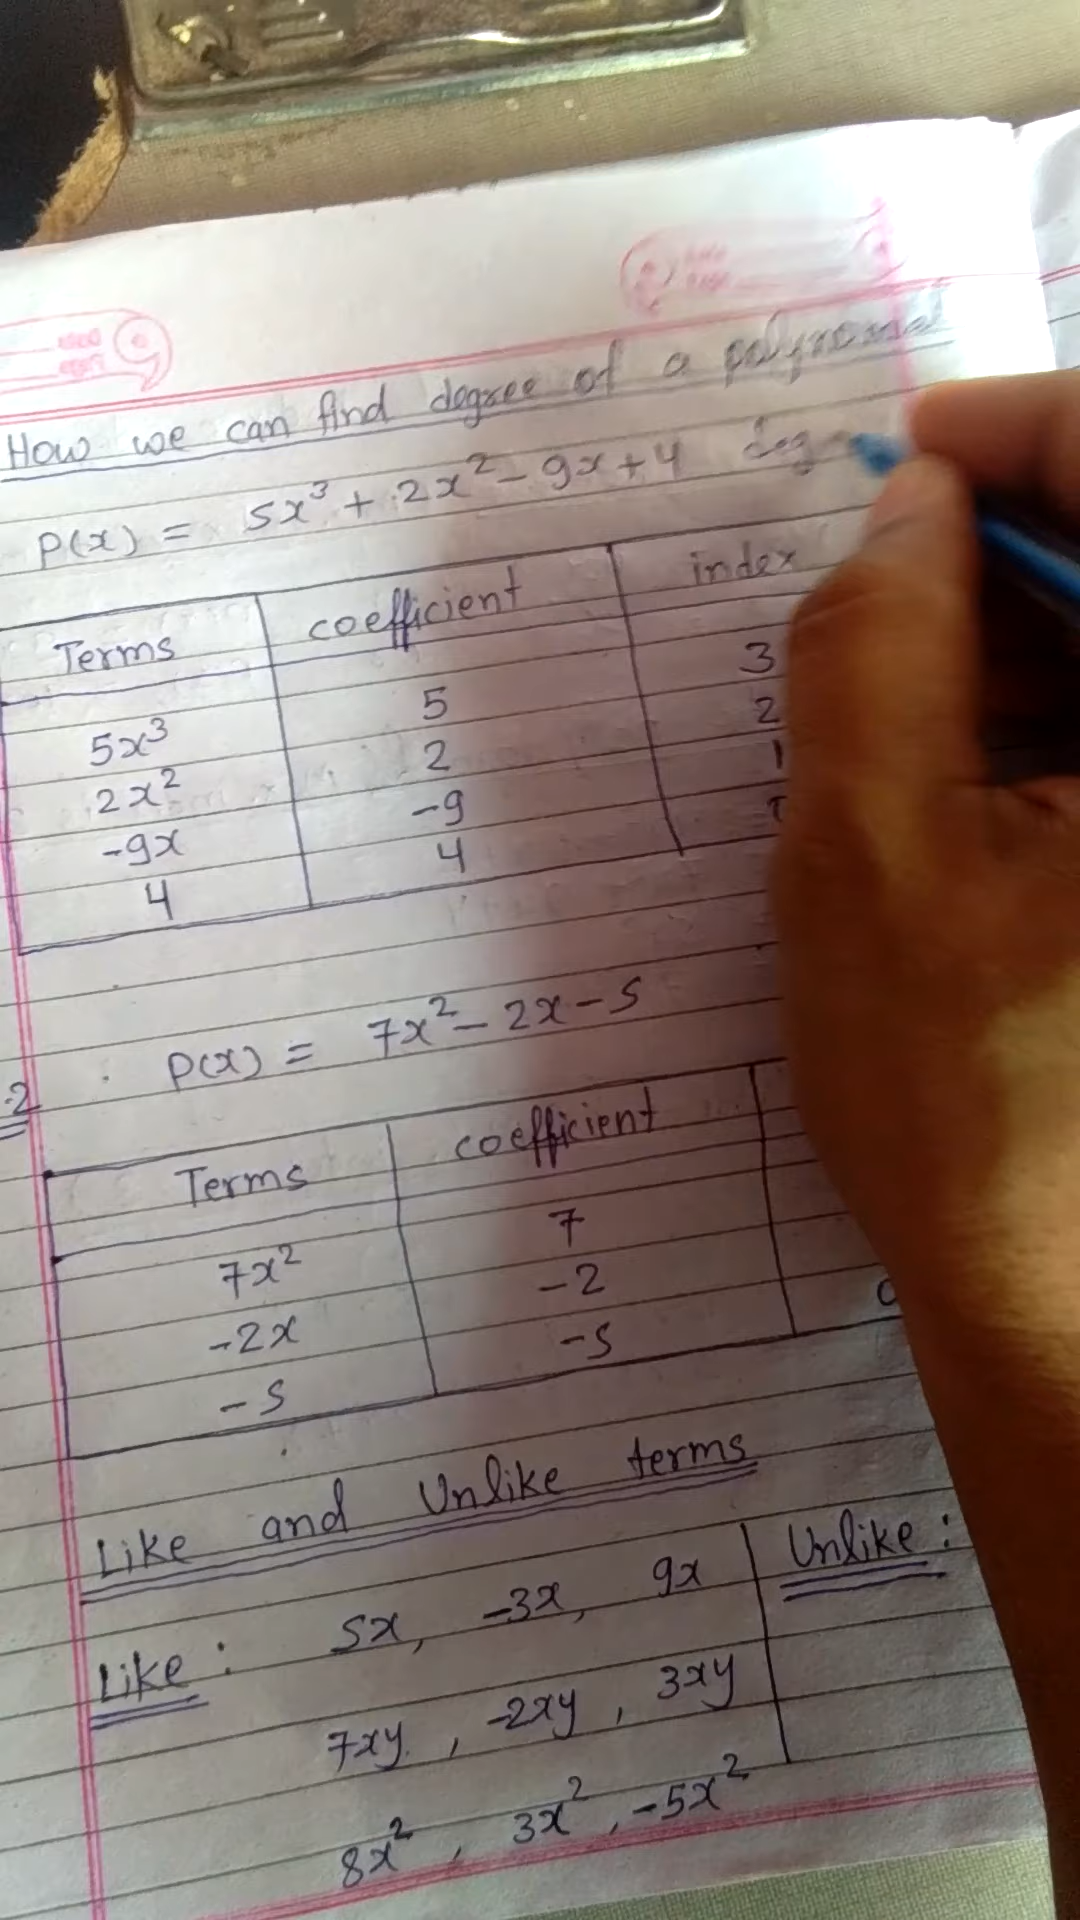 How we can find degree of a polynomial
P(x) = 5x³ + 2x² - 9x + 4
Terms coefficient index
5x³ 5 3
2x² 2 2
-9x -9 1
4 4
.2 P(x) = 7x² - 2x - 5
Terms coefficient
7x² 7
-2x -2
-5 -5
Like and Unlike terms
Like : 5x, -3x, 9x Unlike :
7xy, -2xy, 3xy
8x², 3x², -5x²